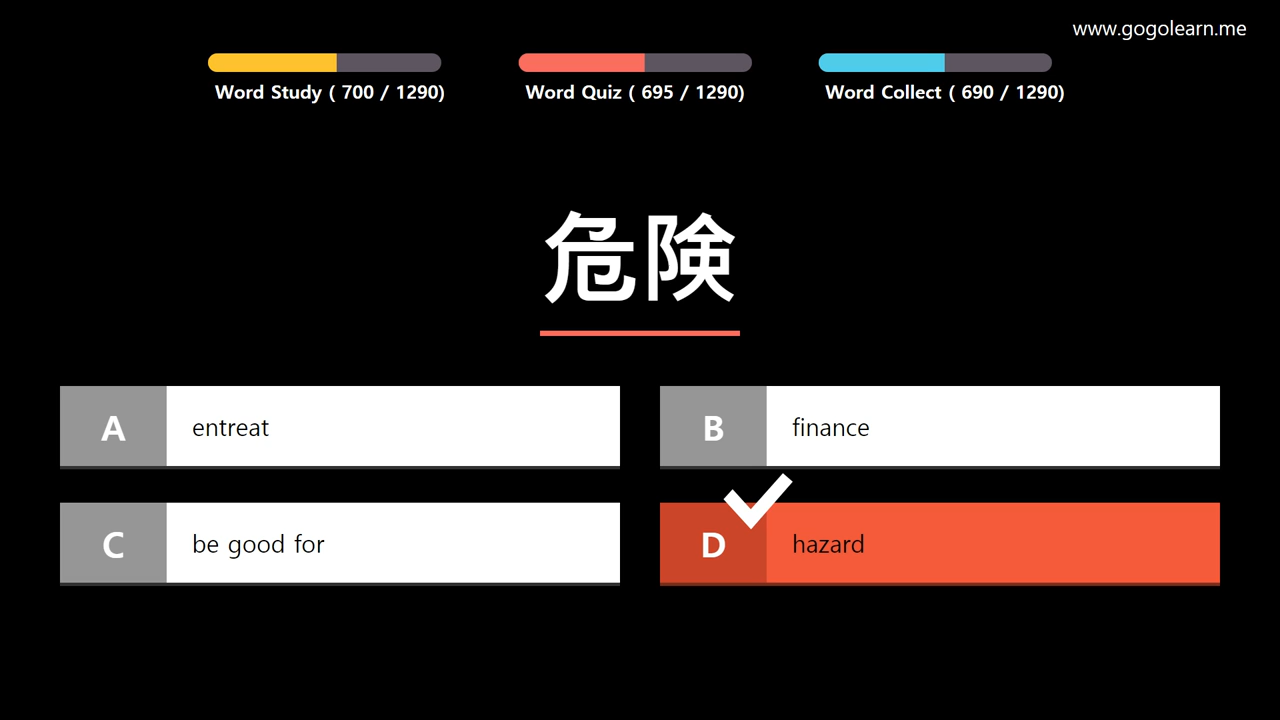 www.gogolearn.me
Word Study ( 700 / 1290)
Word Quiz ( 695 / 1290)
Word Collect ( 690 / 1290)
危険
A entreat
B finance
C be good for
D hazard